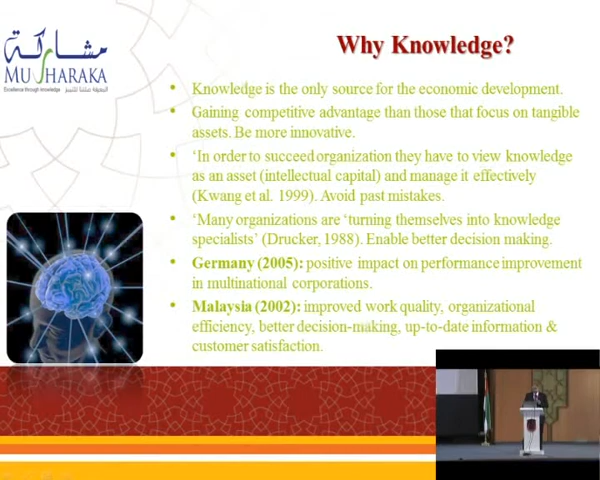 مشاركة
MUSHARAKA
Excellence through knowledge
Why Knowledge?
• Knowledge is the only source for the economic development.
• Gaining competitive advantage than those that focus on tangible
assets. Be more innovative.
• ‘In order to succeed organization they have to view knowledge
as an asset (intellectual capital) and manage it effectively
(Kwang et al. 1999). Avoid past mistakes.
• ‘Many organizations are ‘turning themselves into knowledge
specialists’ (Drucker, 1988). Enable better decision making.
• Germany (2005): positive impact on performance improvement
in multinational corporations.
• Malaysia (2002): improved work quality, organizational
efficiency, better decision-making, up-to-date information &
customer satisfaction.